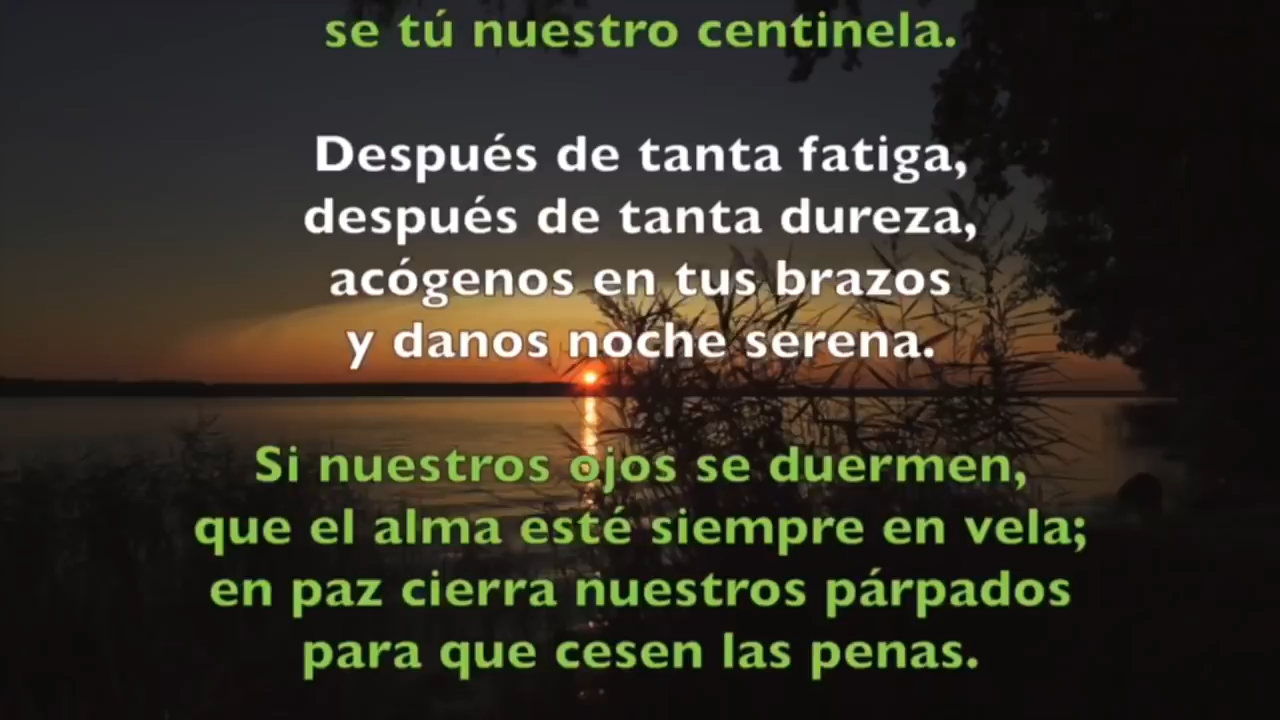 se tú nuestro centinela.
Después de tanta fatiga,
después de tanta dureza,
acógenos en tus brazos
y danos noche serena.
Si nuestros ojos se duermen,
que el alma esté siempre en vela;
en paz cierra nuestros párpados
para que cesen las penas.